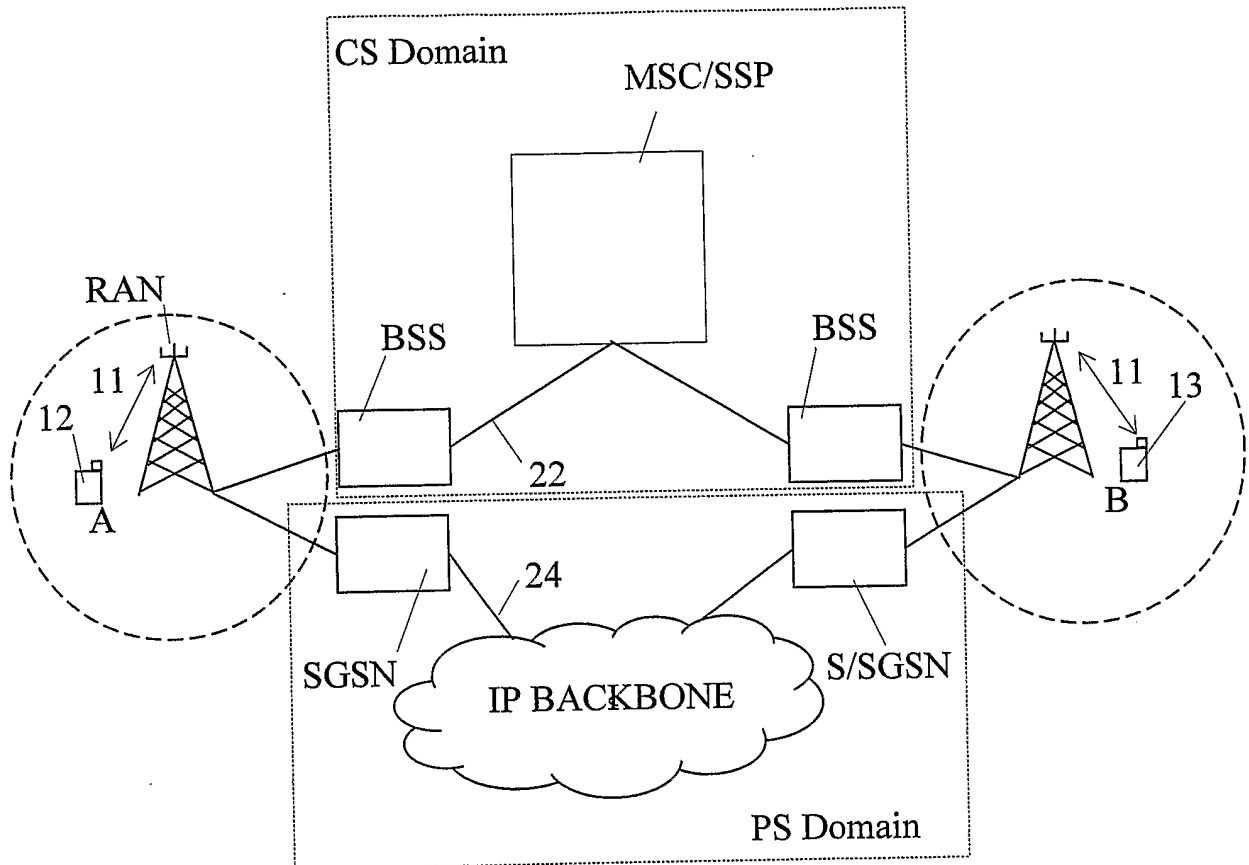 CS Domain
MSC/SSP
RAN
BSS
BSS
11
11
12
13
22
A
B
24
SGSN
S/SGSN
IP BACKBONE
PS Domain